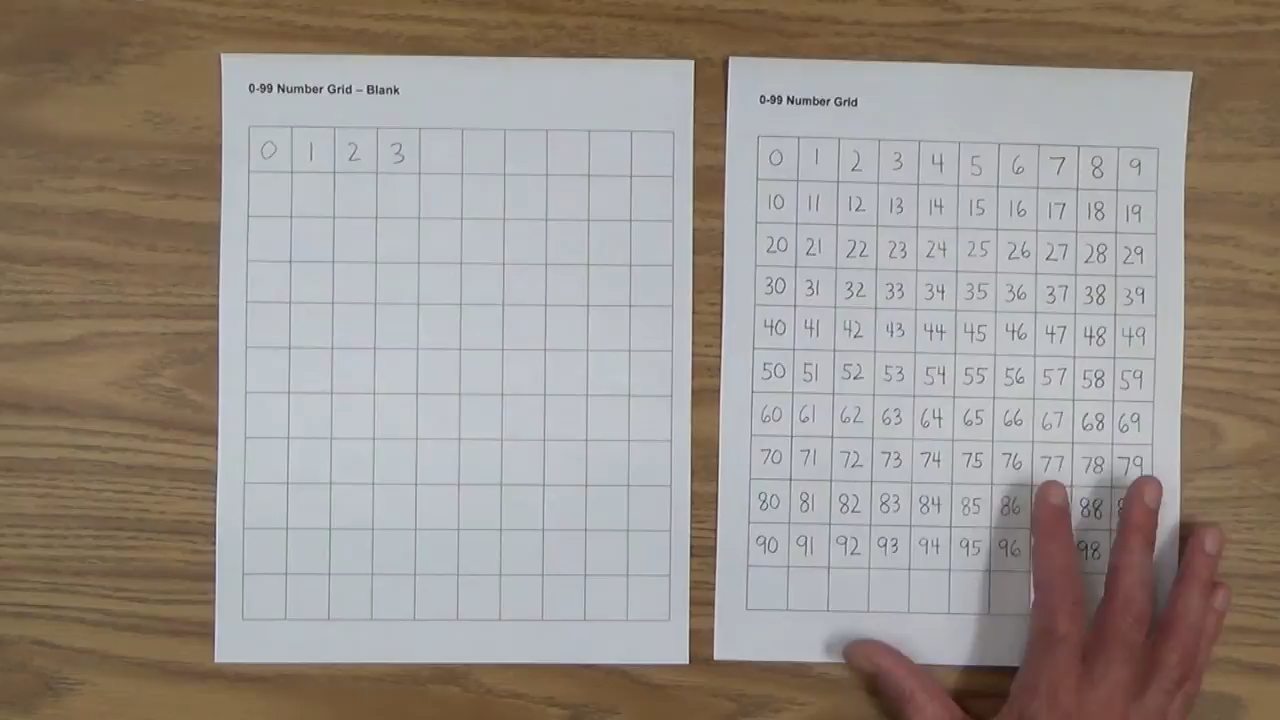 0-99 Number Grid – Blank
0 1 2 3
0-99 Number Grid
0 1 2 3 4 5 6 7 8 9
10 11 12 13 14 15 16 17 18 19
20 21 22 23 24 25 26 27 28 29
30 31 32 33 34 35 36 37 38 39
40 41 42 43 44 45 46 47 48 49
50 51 52 53 54 55 56 57 58 59
60 61 62 63 64 65 66 67 68 69
70 71 72 73 74 75 76 77 78 79
80 81 82 83 84 85 86 88
90 91 92 93 94 95 96 98